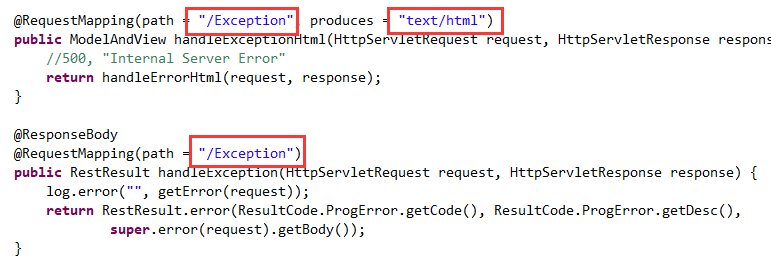 @RequestMapping(path = "/Exception", produces = "text/html")
public ModelAndView handleExceptionHtml(HttpServletRequest request, HttpServletResponse respons
//500, "Internal Server Error"
return handleErrorHtml(request, response);
}
@ResponseBody
@RequestMapping(path = "/Exception")
public RestResult handleException(HttpServletRequest request, HttpServletResponse response) {
log.error("", getError(request));
return RestResult.error(ResultCode.ProgError.getCode(), ResultCode.ProgError.getDesc(),
super.error(request).getBody());
}